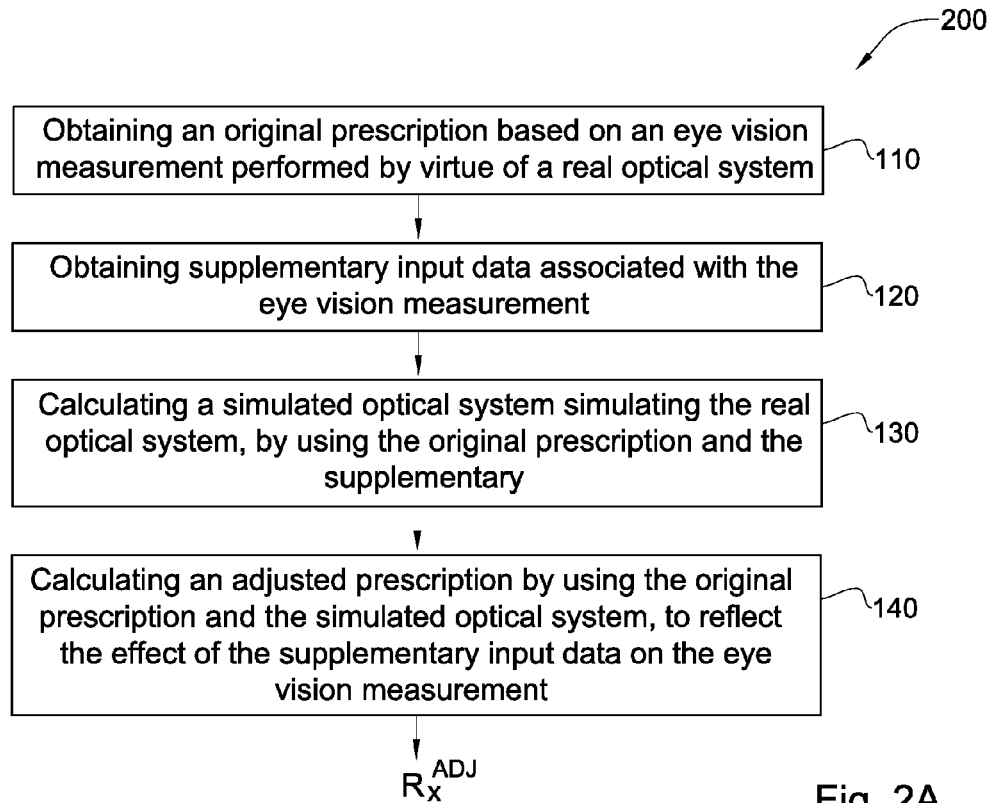 200
Obtaining an original prescription based on an eye vision
measurement performed by virtue of a real optical system
110
Obtaining supplementary input data associated with the
eye vision measurement
120
Calculating a simulated optical system simulating the real
optical system, by using the original prescription and the
supplementary
130
Calculating an adjusted prescription by using the original
prescription and the simulated optical system, to reflect
the effect of the supplementary input data on the eye
vision measurement
140
Rx ADJ
Fig. 2A